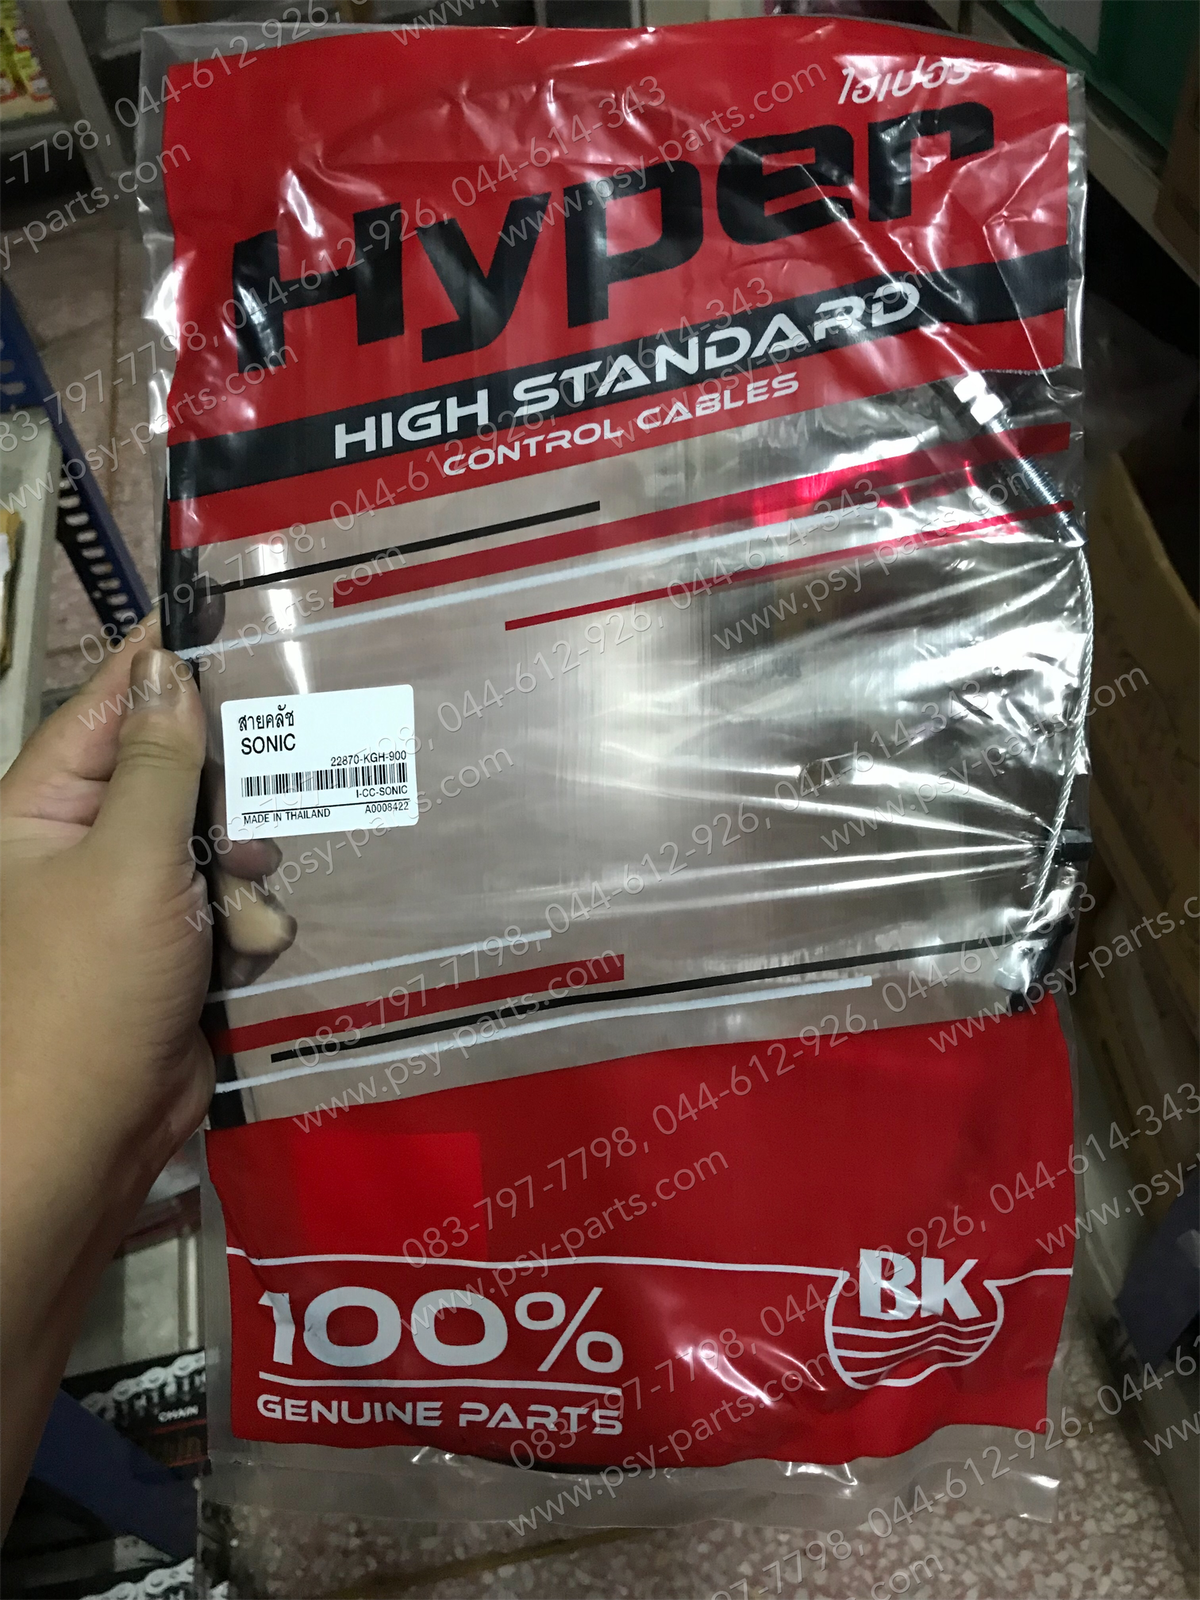 ไฮเปอร์
Hyper
HIGH STANDARD
CONTROL CABLES
สายคลัช
SONIC
22870-KGH-900
I-CC-SONIC
MADE IN THAILAND A0008422
100%
GENUINE PARTS
BK
CHAIN
083-797-7798, 044-612-926, 044-614-343
www.psy-parts.com